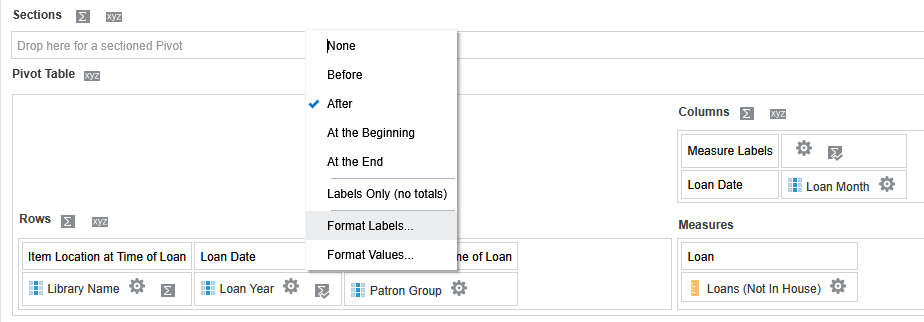 Sections Σ xyz
Drop here for a sectioned Pivot
Pivot Table xyz
None
Before
After
At the Beginning
At the End
Labels Only (no totals)
Format Labels...
Format Values...
Columns Σ xyz
Measure Labels Σ
Loan Date Loan Month
Rows Σ xyz
Item Location at Time of Loan Loan Date me of Loan
Library Name Σ Loan Year Σ Patron Group
Measures
Loan
Loans (Not In House)